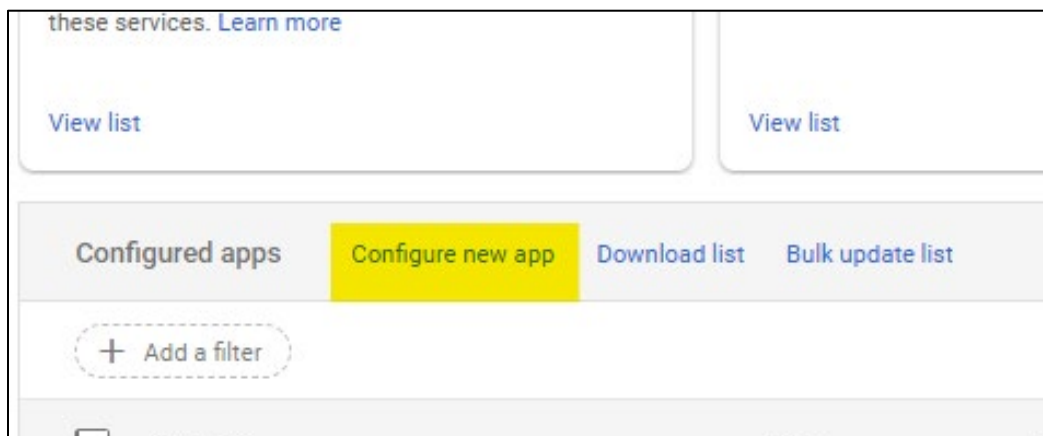 these services. Learn more
View list
View list
Configured apps Configure new app Download list Bulk update list
+ Add a filter